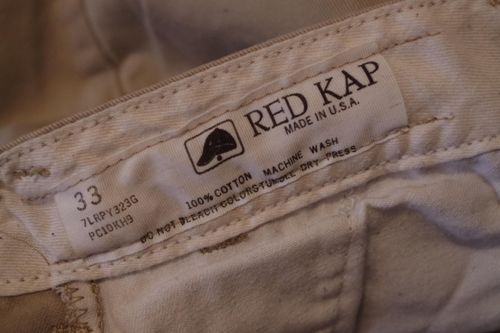 RED KAP
MADE IN U.S.A.
33
7LRPY323G
PC10KH9
100% COTTON MACHINE WASH
DO NOT BLEACH COLORS TUMBLE DRY PRESS